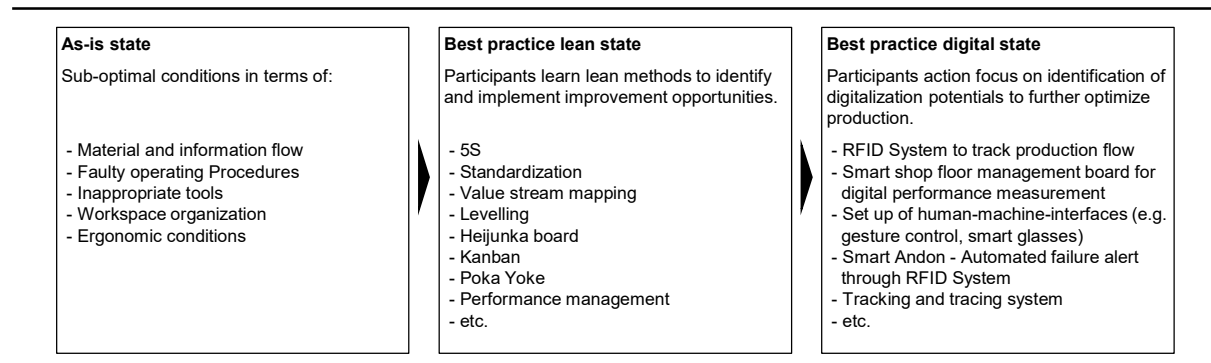 As-is state
Sub-optimal conditions in terms of:
- Material and information flow
- Faulty operating Procedures
- Inappropriate tools
- Workspace organization
- Ergonomic conditions
Best practice lean state
Participants learn lean methods to identify
and implement improvement opportunities.
- 5S
- Standardization
- Value stream mapping
- Levelling
- Heijunka board
- Kanban
- Poka Yoke
- Performance management
- etc.
Best practice digital state
Participants action focus on identification of
digitalization potentials to further optimize
production.
- RFID System to track production flow
- Smart shop floor management board for
digital performance measurement
- Set up of human-machine-interfaces (e.g.
gesture control, smart glasses)
- Smart Andon - Automated failure alert
through RFID System
- Tracking and tracing system
- etc.